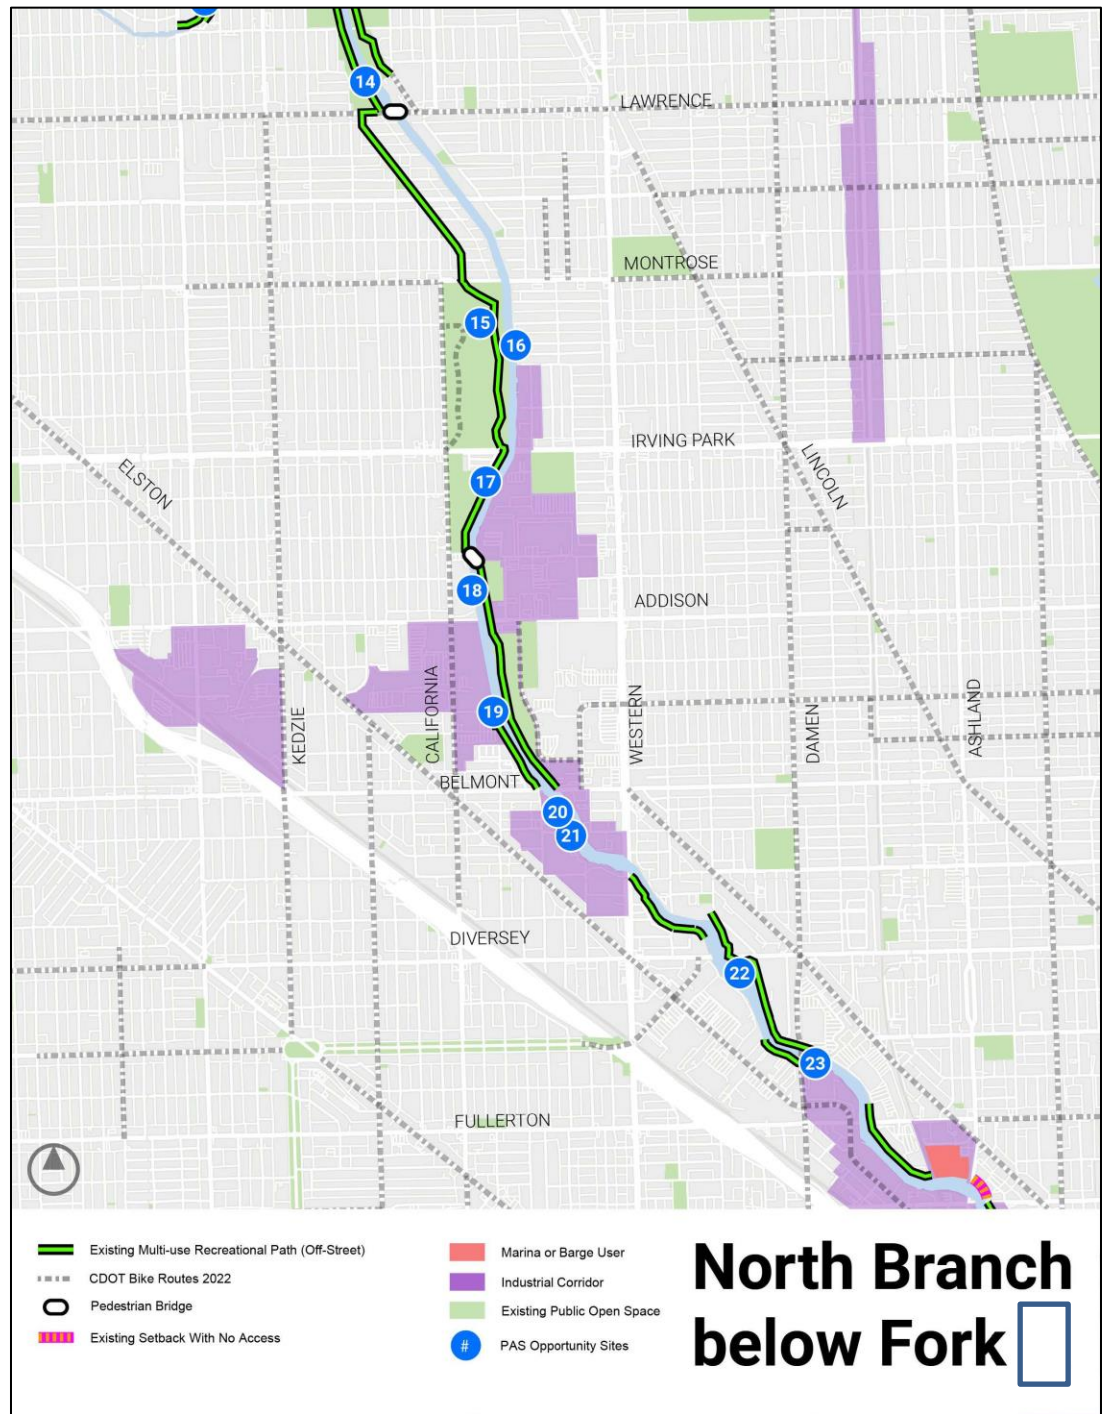 14
LAWRENCE
MONTROSE
15
16
IRVING PARK
LINCOLN
ELSTON
17
18
ADDISON
KEDZIE
CALIFORNIA
19
WESTERN
DAMEN
ASHLAND
BELMONT
20
21
DIVERSEY
22
23
FULLERTON
Existing Multi-use Recreational Path (Off-Street)
CDOT Bike Routes 2022
Pedestrian Bridge
Existing Setback With No Access
Marina or Barge User
Industrial Corridor
Existing Public Open Space
# PAS Opportunity Sites
North Branch
below Fork